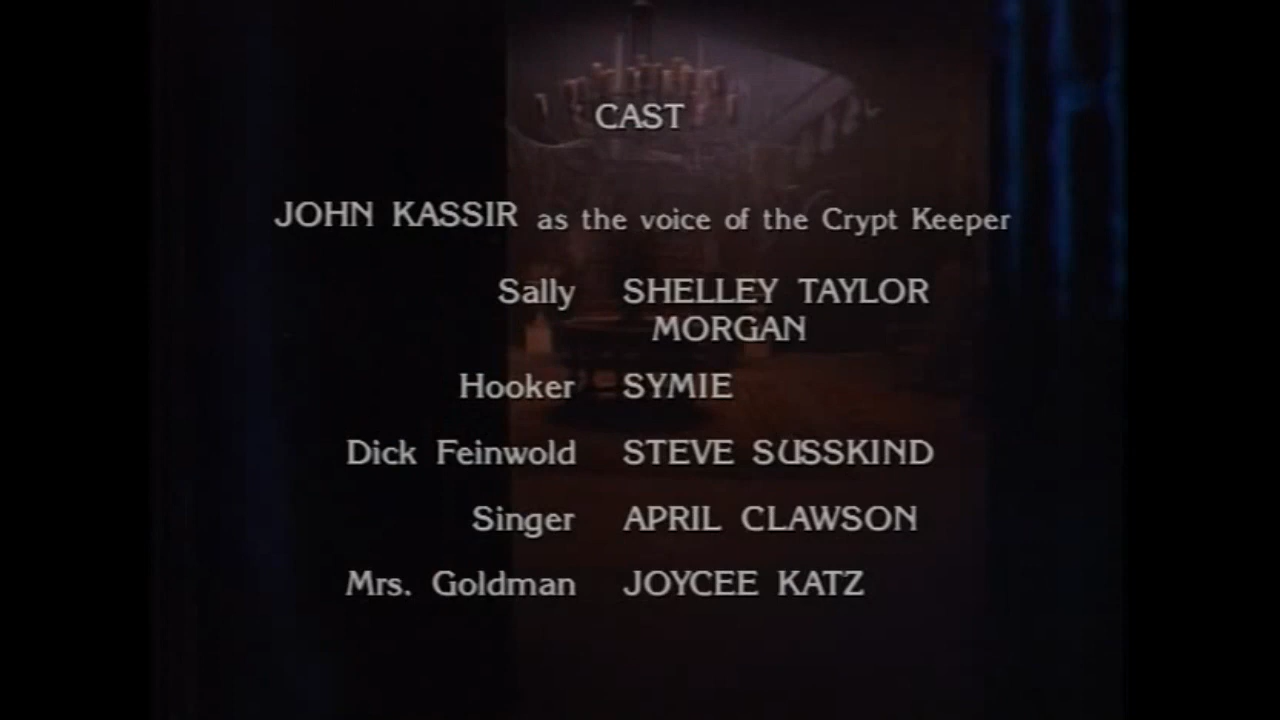 CAST
JOHN KASSIR as the voice of the Crypt Keeper
Sally SHELLEY TAYLOR
MORGAN
Hooker SYMIE
Dick Feinwold STEVE SUSSKIND
Singer APRIL CLAWSON
Mrs. Goldman JOYCEE KATZ